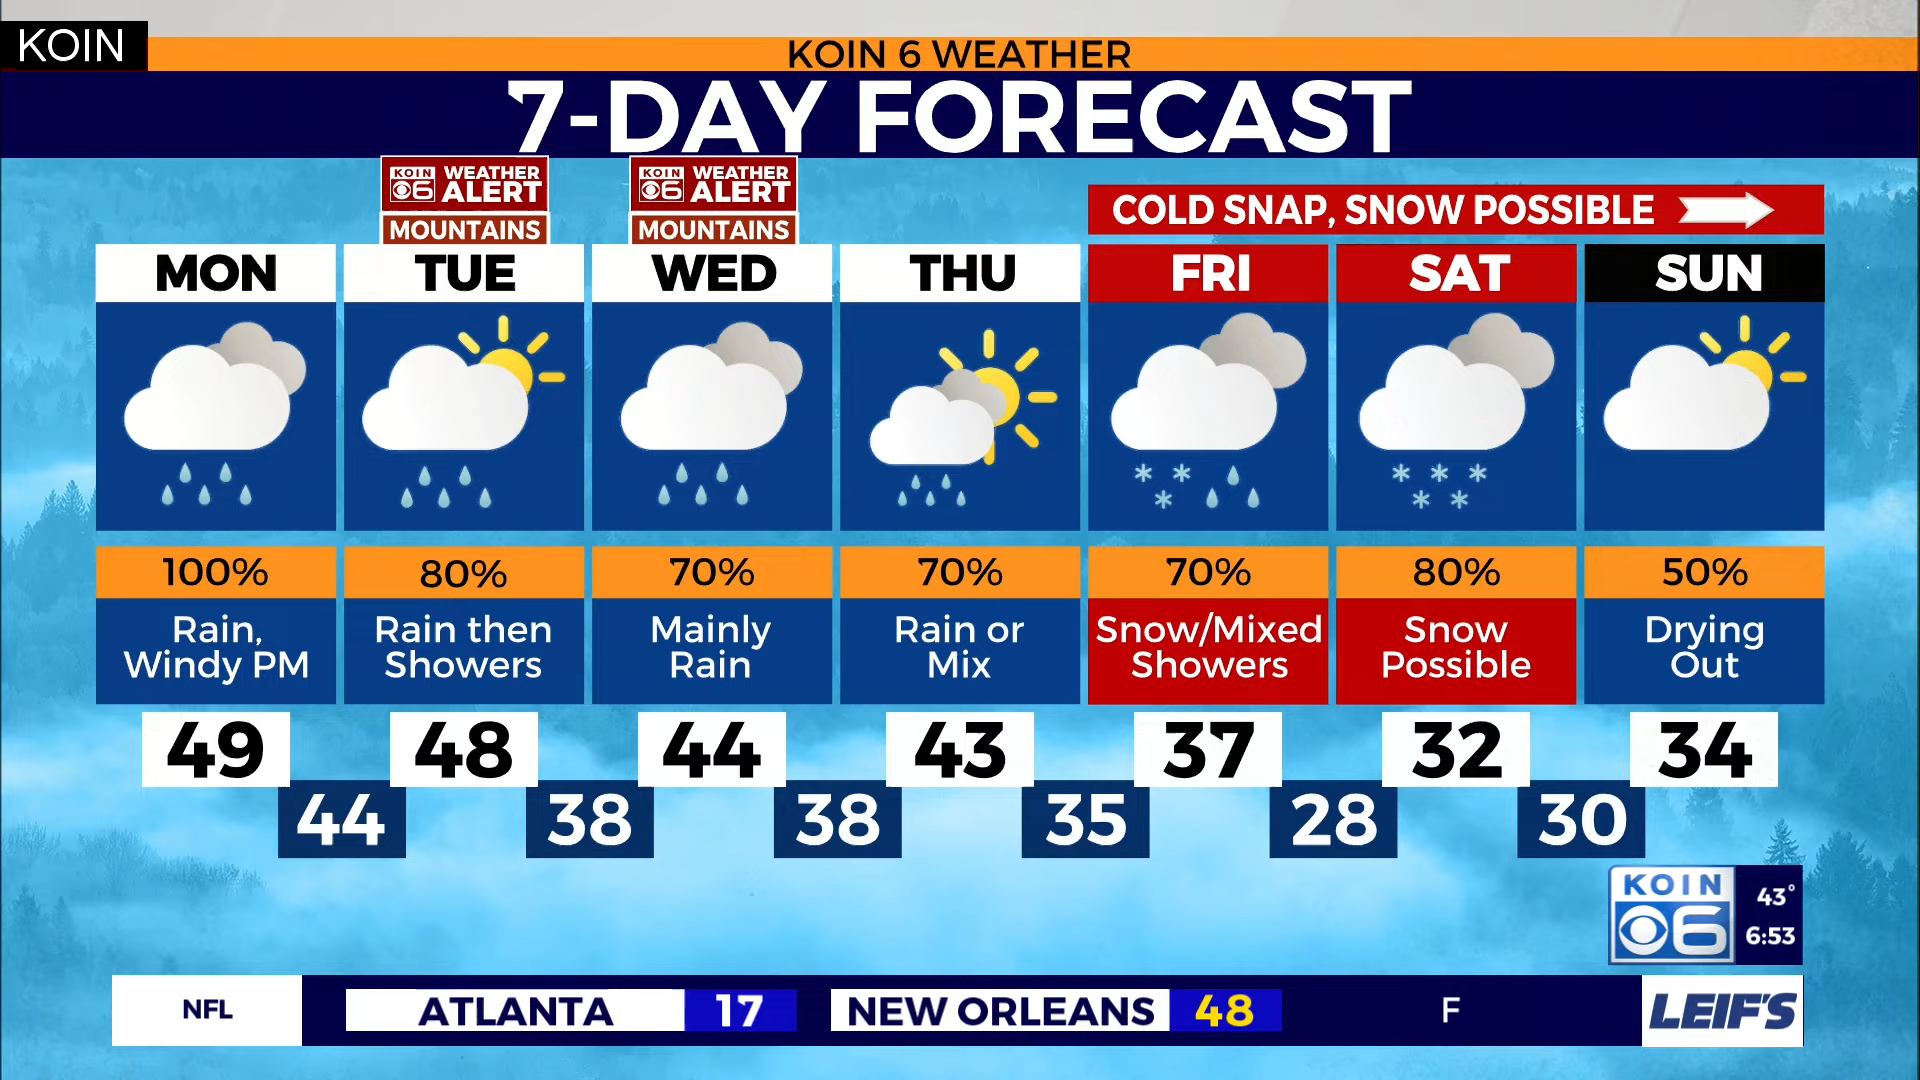 KOIN
KOIN 6 WEATHER
7-DAY FORECAST
KOIN 6 WEATHER ALERT
MOUNTAINS
KOIN 6 WEATHER ALERT
MOUNTAINS
COLD SNAP, SNOW POSSIBLE
MON TUE WED THU FRI SAT SUN
100% 80% 70% 70% 70% 80% 50%
Rain,
Windy PM
Rain then
Showers
Mainly
Rain
Rain or
Mix
Snow/Mixed
Showers
Snow
Possible
Drying
Out
49 48 44 43 37 32 34
44 38 38 35 28 30
KOIN
6
43°
6:53
NFL ATLANTA 17 NEW ORLEANS 48 F LEIF'S